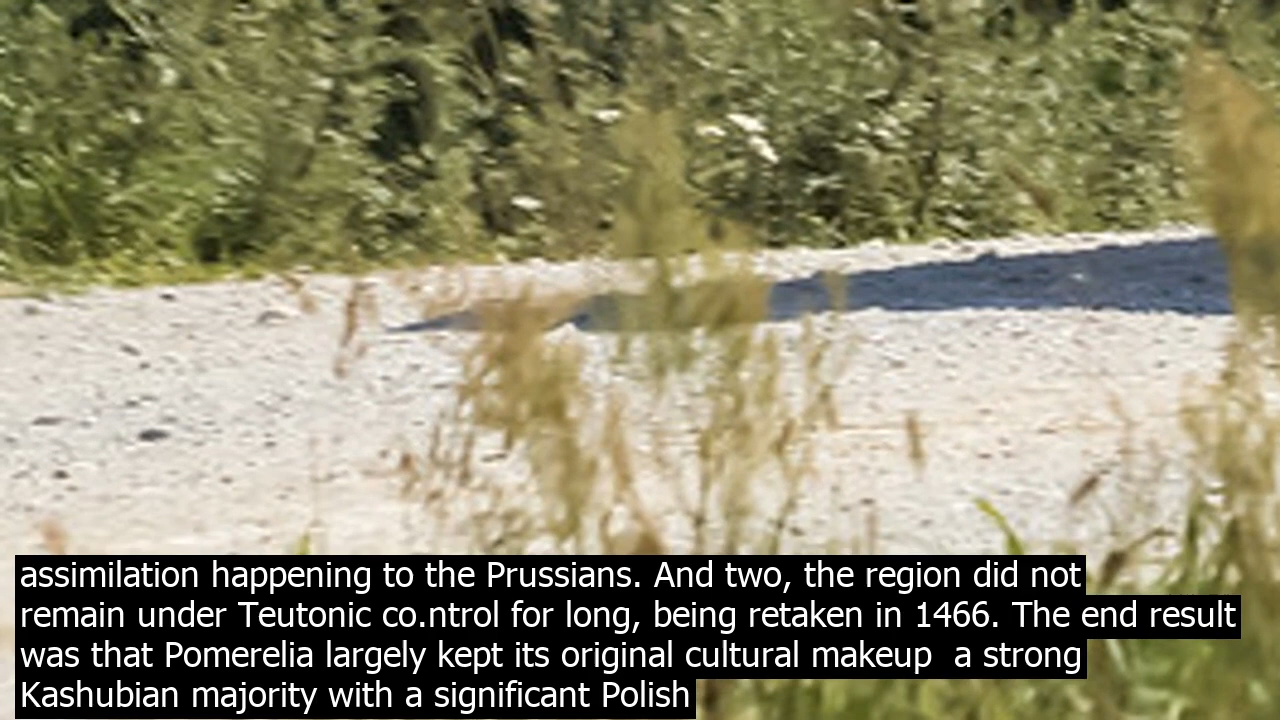 assimilation happening to the Prussians. And two, the region did not
remain under Teutonic co.ntrol for long, being retaken in 1466. The end result
was that Pomerelia largely kept its original cultural makeup  a strong
Kashubian majority with a significant Polish